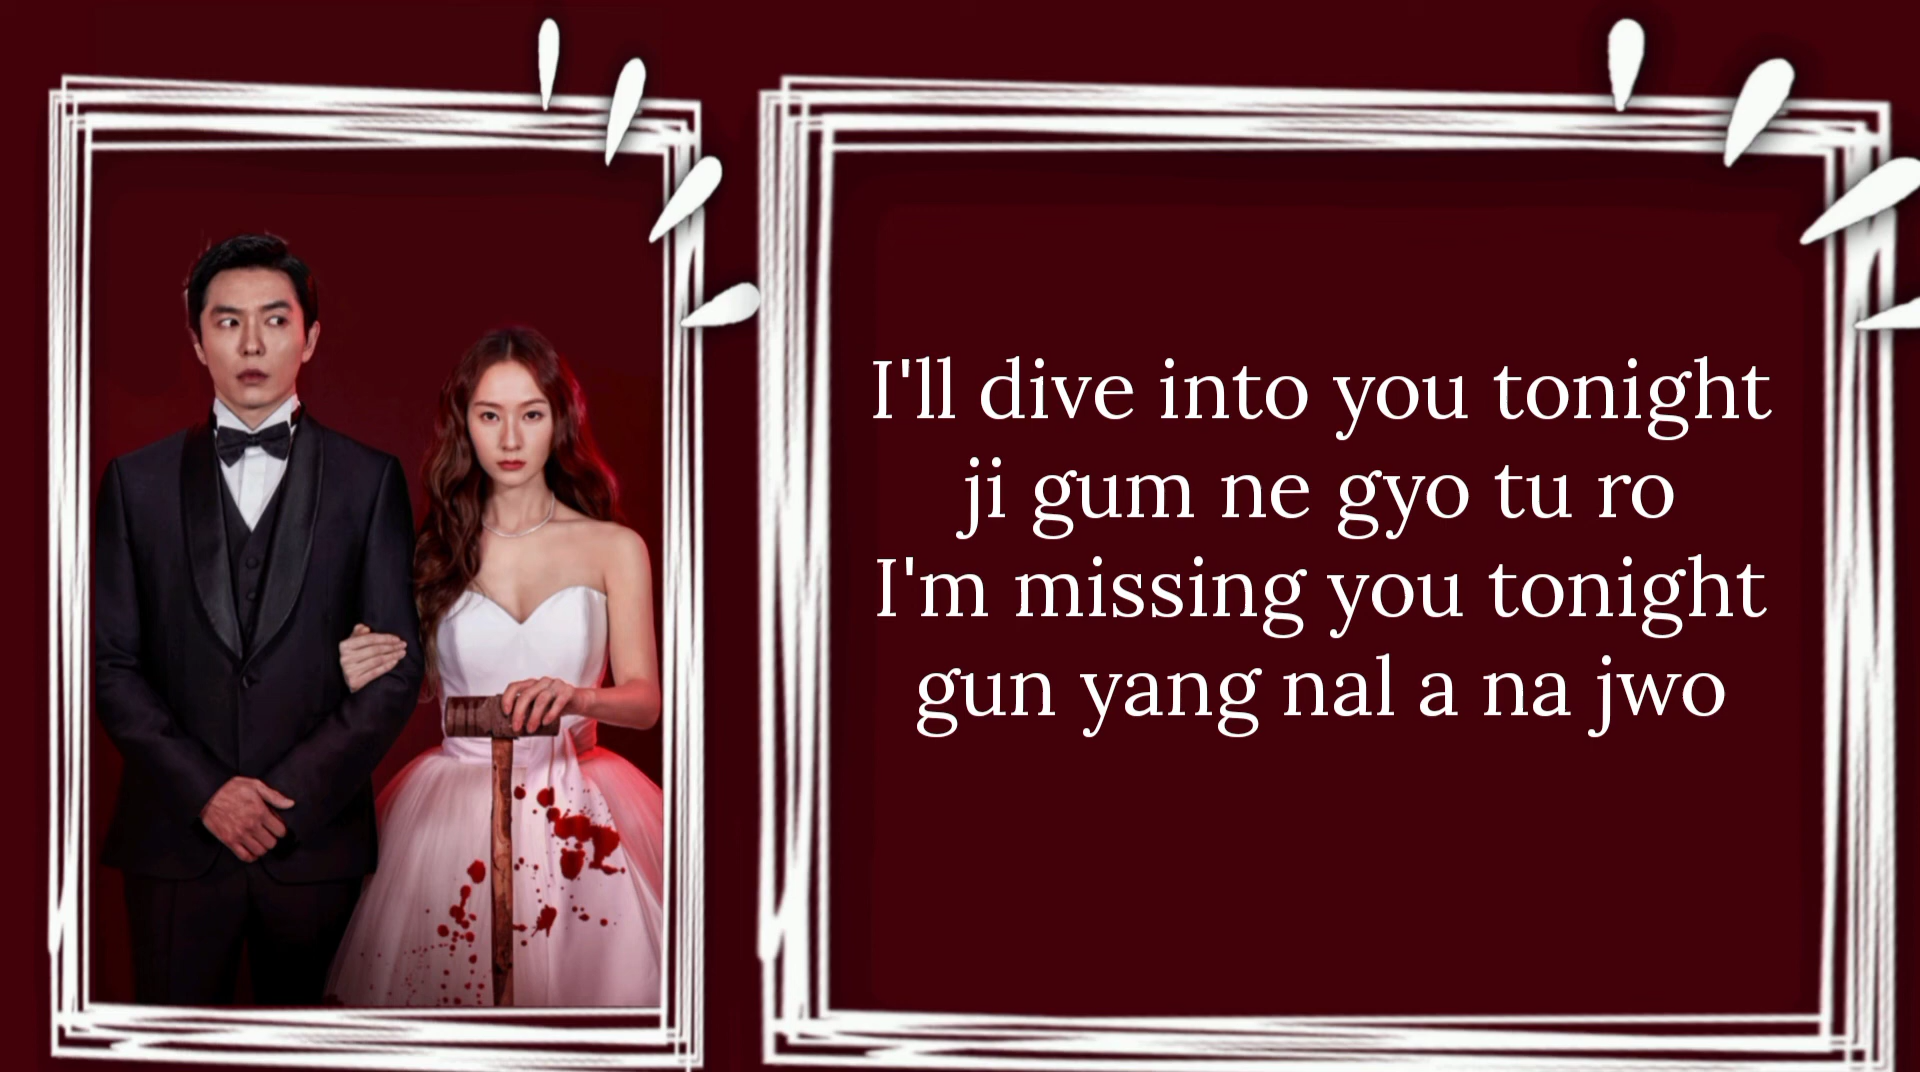 I'll dive into you tonight
ji gum ne gyo tu ro
I'm missing you tonight
gun yang nal a na jwo